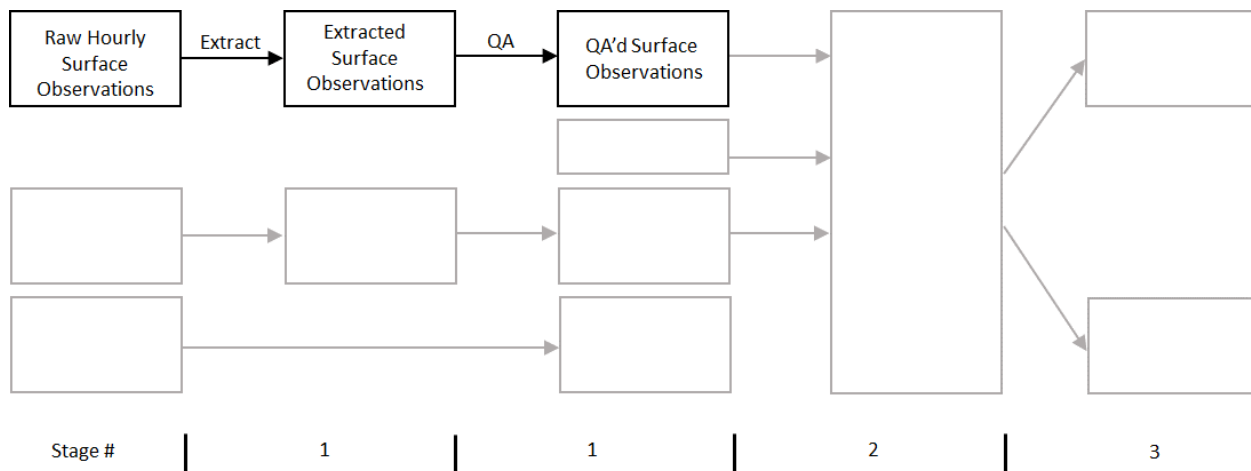 Raw Hourly
Surface
Observations
Extract
Extracted
Surface
Observations
QA
QA'd Surface
Observations
Stage #
1
1
2
3